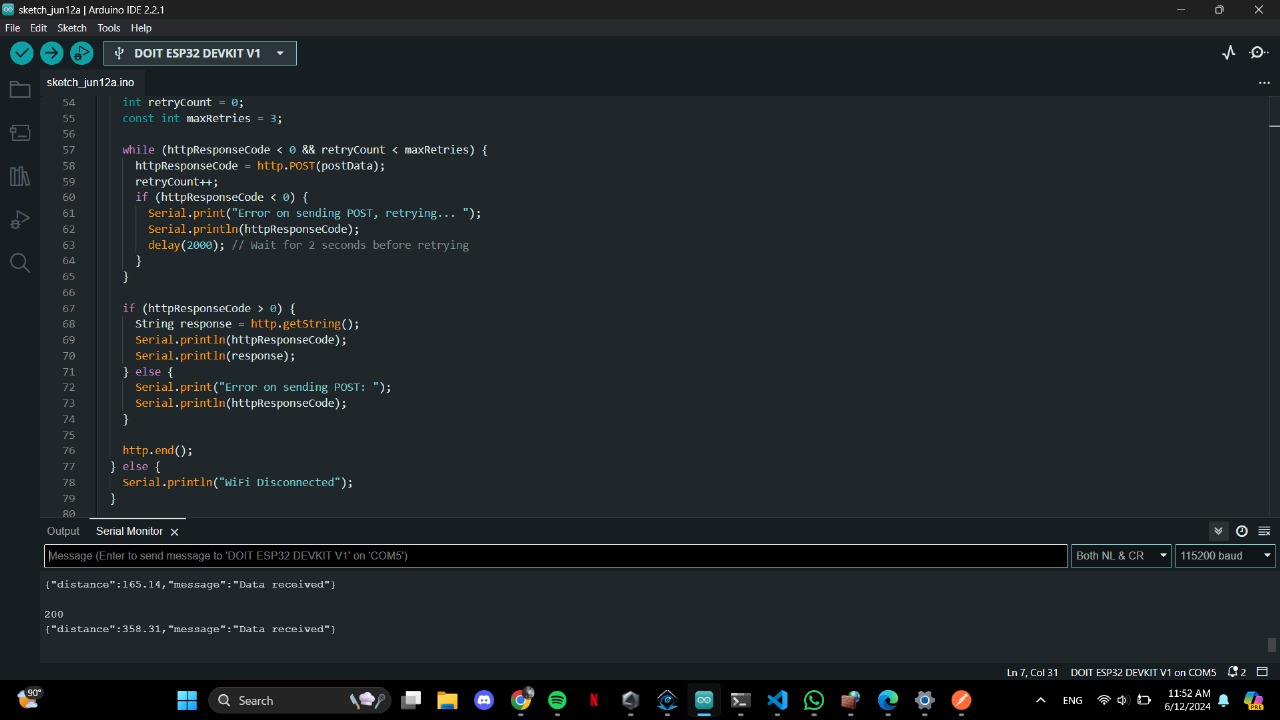 sketch_jun12a | Arduino IDE 2.2.1
File Edit Sketch Tools Help
DOIT ESP32 DEVKIT V1
sketch_jun12a.ino
54 int retryCount = 0;
55 const int maxRetries = 3;
56
57 while (httpResponseCode < 0 && retryCount < maxRetries) {
58 httpResponseCode = http.POST(postData);
59 retryCount++;
60 if (httpResponseCode < 0) {
61 Serial.print("Error on sending POST, retrying... ");
62 Serial.println(httpResponseCode);
63 delay(2000); // Wait for 2 seconds before retrying
64 }
65 }
66
67 if (httpResponseCode > 0) {
68 String response = http.getString();
69 Serial.println(httpResponseCode);
70 Serial.println(response);
71 } else {
72 Serial.print("Error on sending POST: ");
73 Serial.println(httpResponseCode);
74 }
75
76 http.end();
77 } else {
78 Serial.println("WiFi Disconnected");
79 }
80
Output Serial Monitor
Message (Enter to send message to 'DOIT ESP32 DEVKIT V1' on 'COM5') Both NL & CR 115200 baud
{"distance":165.14,"message":"Data received"}
200
{"distance":358.31,"message":"Data received"}
Ln 7, Col 31 DOIT ESP32 DEVKIT V1 on COM5 2
90° Search ENG 11:52 AM
6/12/2024
PRE